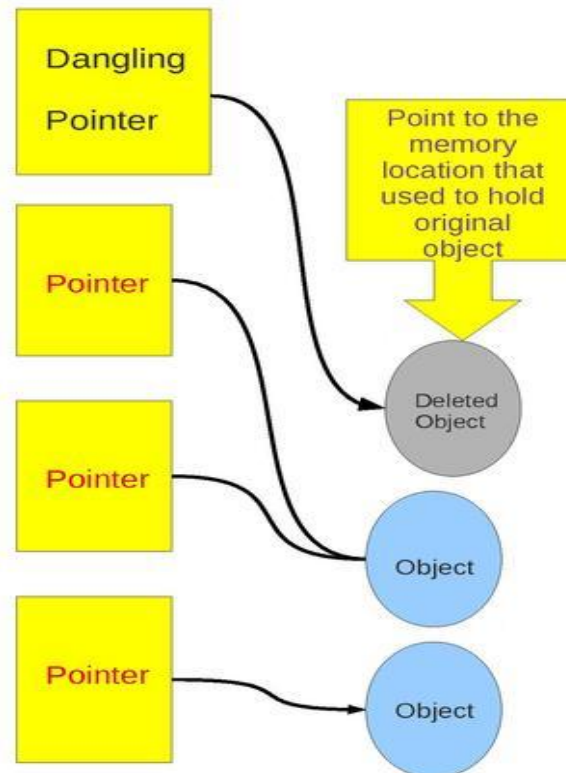 Dangling
Pointer
Point to the
memory
location that
used to hold
original
object
Pointer
Deleted
Object
Pointer
Object
Pointer
Object